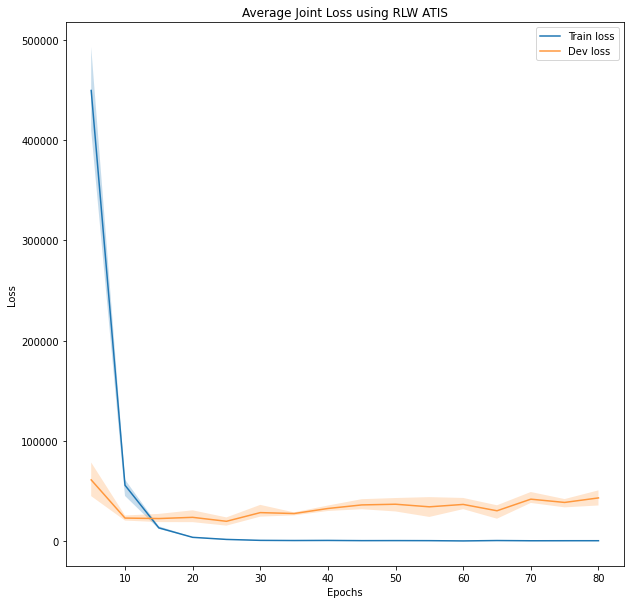 Average Joint Loss using RLW ATIS
Train loss
Dev loss
500000
400000
300000
200000
100000
0
Loss
10 20 30 40 50 60 70 80
Epochs